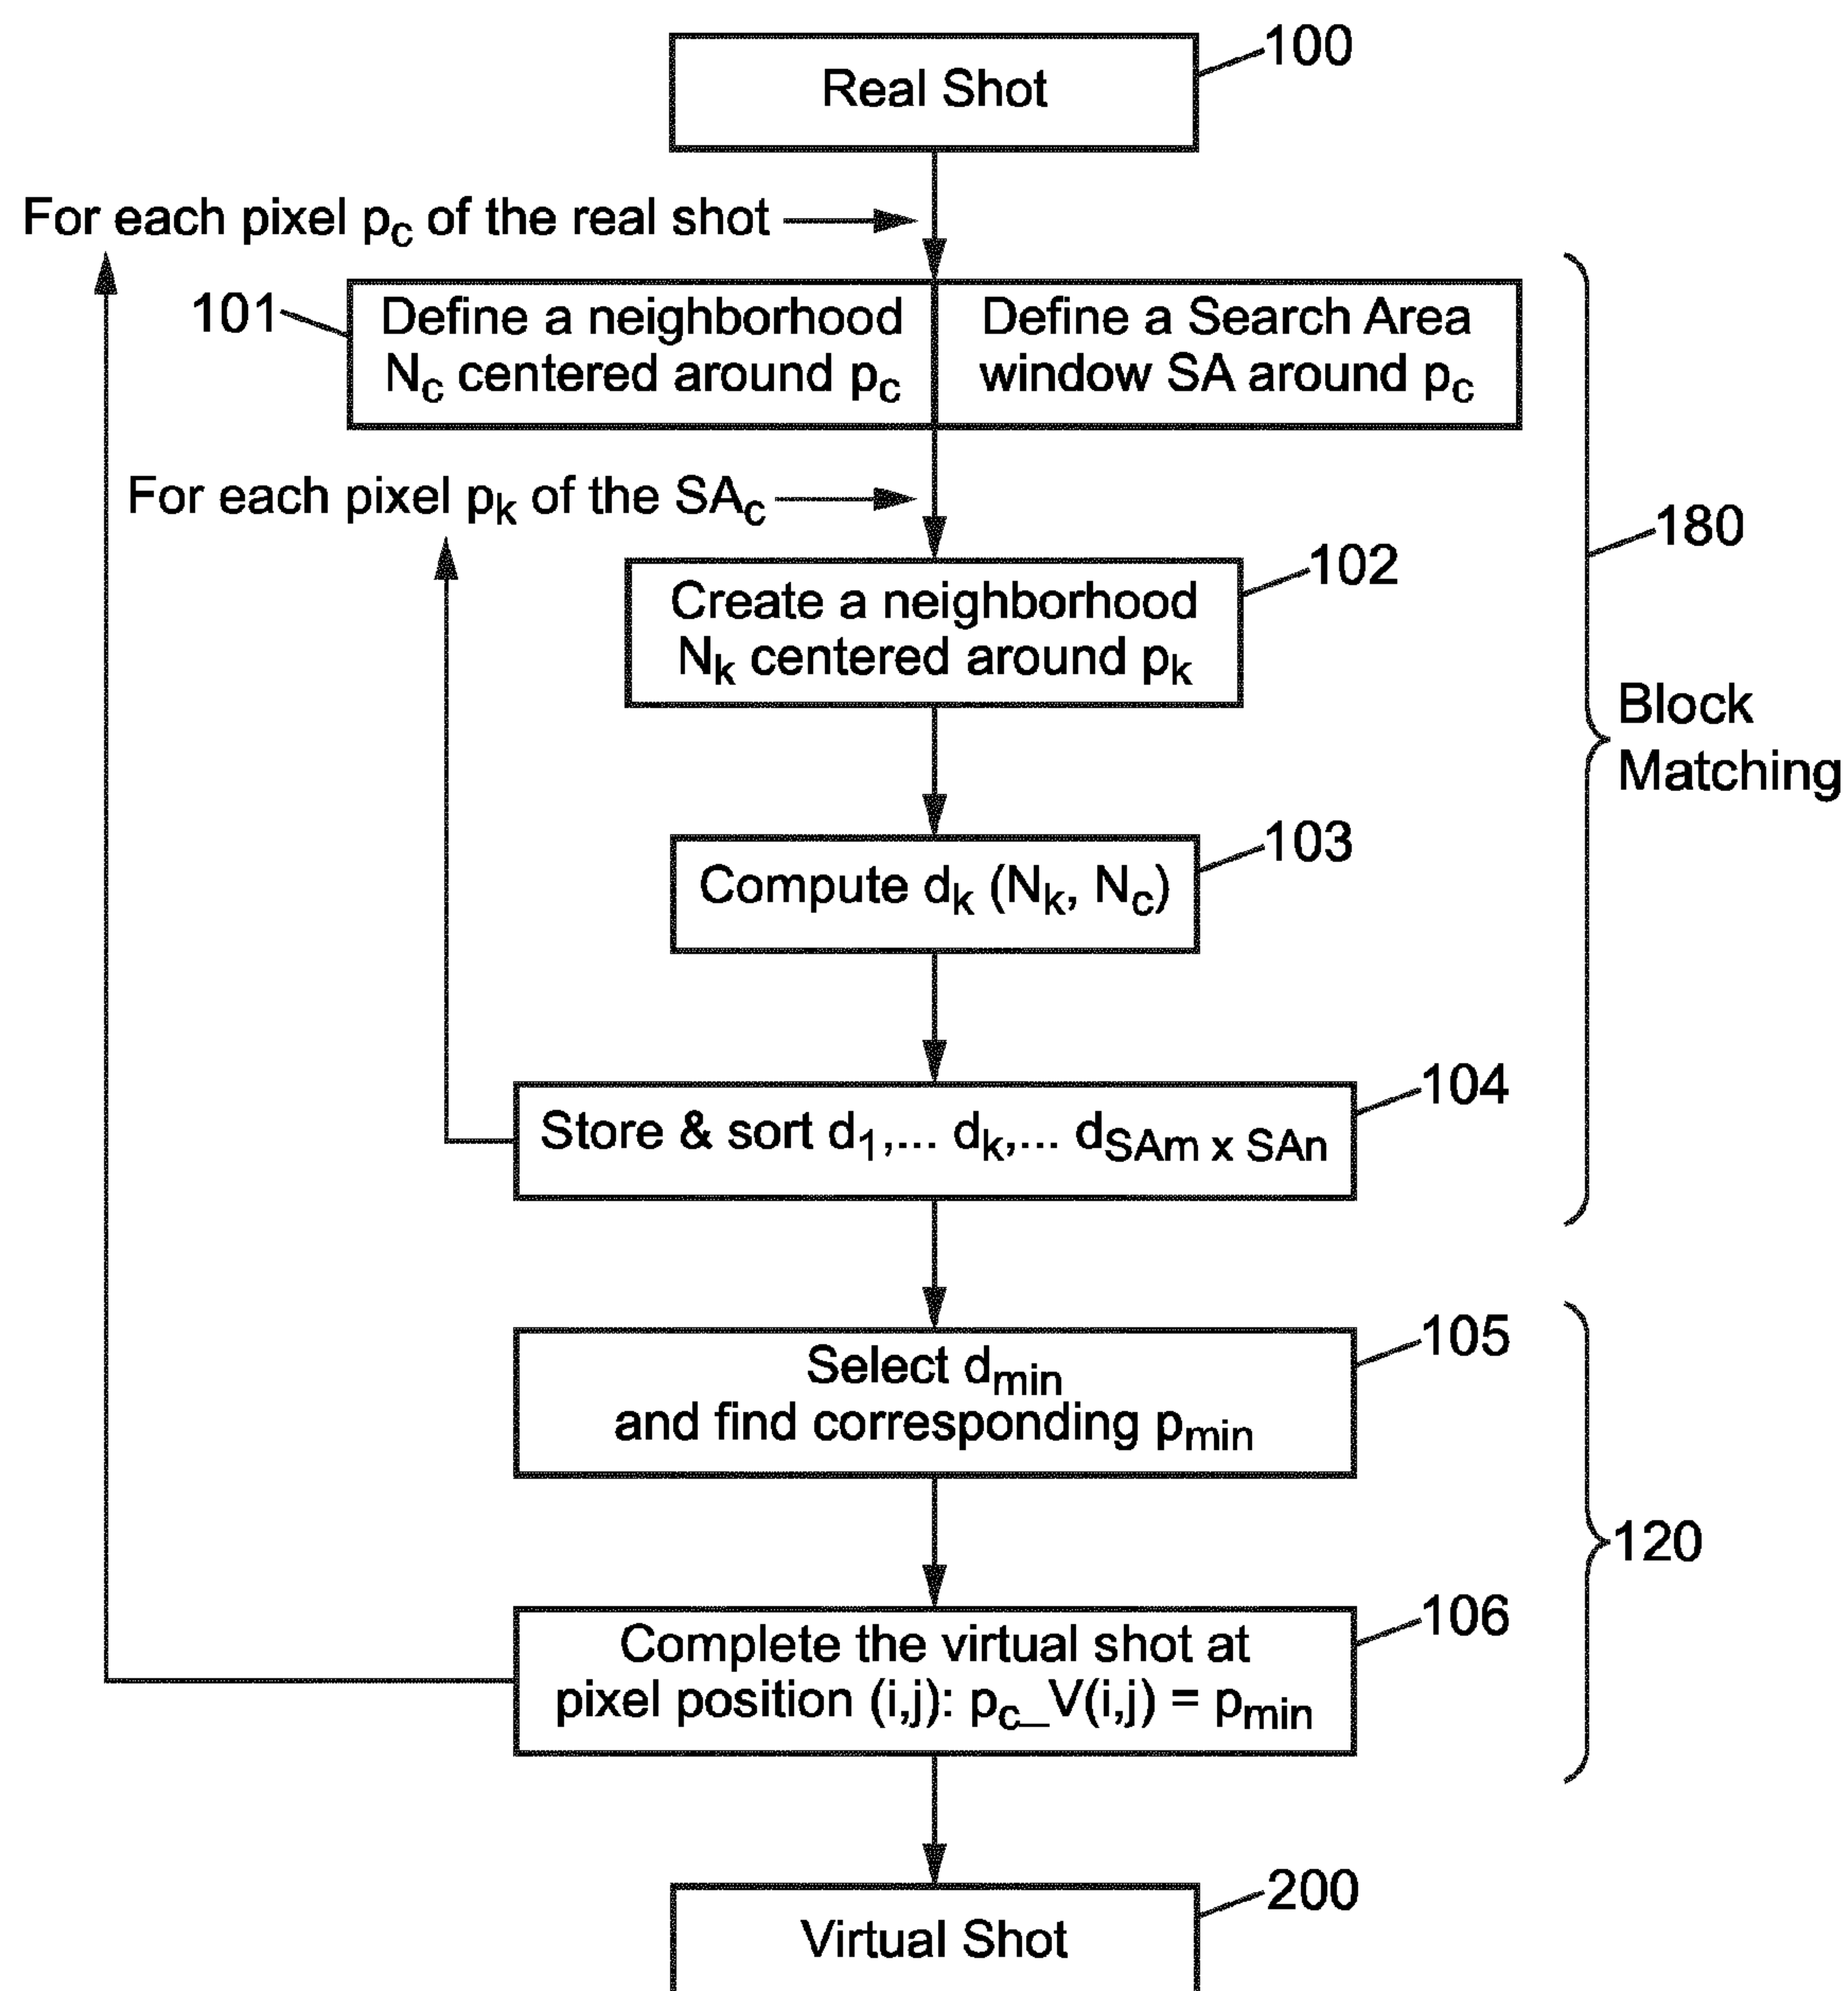 100
Real Shot
For each pixel pc of the real shot
101
Define a neighborhood
Nc centered around pc
Define a Search Area
window SA around pc
For each pixel pk of the SAc
180
102
Create a neighborhood
Nk centered around pk
Block
Matching
103
Compute dk (Nk, Nc)
104
Store & sort d1,... dk,... dSAm x SAn
105
Select dmin
and find corresponding pmin
120
106
Complete the virtual shot at
pixel position (i,j): pc_V(i,j) = pmin
200
Virtual Shot